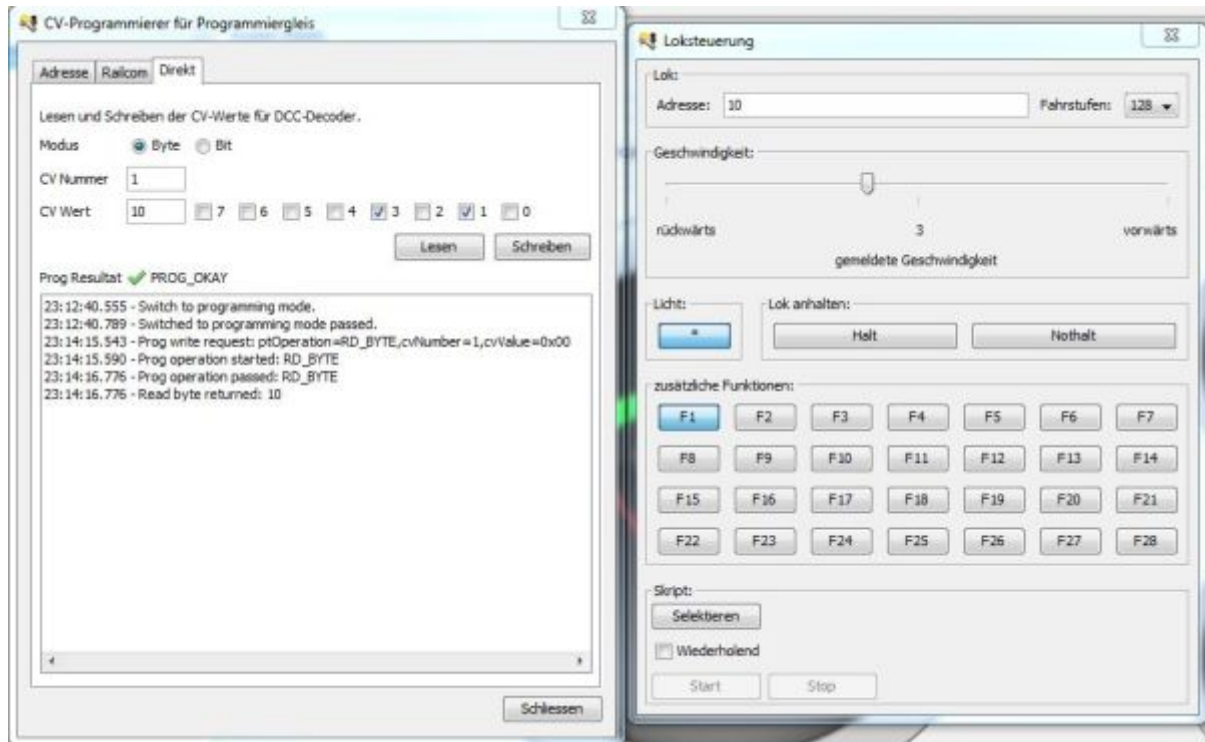 CV-Programmierer für Programmiergleis
Adresse Railcom Direkt
Lesen und Schreiben der CV-Werte für DCC-Decoder.
Modus Byte Bit
CV Nummer 1
CV Wert 10 7 6 5 4 3 2 1 0
Lesen Schreiben
Prog Resultat PROG_OKAY
23:12:40.555 - Switch to programming mode.
23:12:40.789 - Switched to programming mode passed.
23:14:15.543 - Prog write request: ptOperation=RD_BYTE,cvNumber=1,cvValue=0x00
23:14:15.590 - Prog operation started: RD_BYTE
23:14:16.776 - Prog operation passed: RD_BYTE
23:14:16.776 - Read byte returned: 10
Schliessen
Loksteuerung
Lok:
Adresse: 10 Fahrstufen: 128
Geschwindigkeit:
rückwärts 3 vorwärts
gemeldete Geschwindigkeit
Licht: Lok anhalten:
* Halt Nothalt
zusätzliche Funktionen:
F1 F2 F3 F4 F5 F6 F7
F8 F9 F10 F11 F12 F13 F14
F15 F16 F17 F18 F19 F20 F21
F22 F23 F24 F25 F26 F27 F28
Skript:
Selektieren
Wiederholend
Start Stop